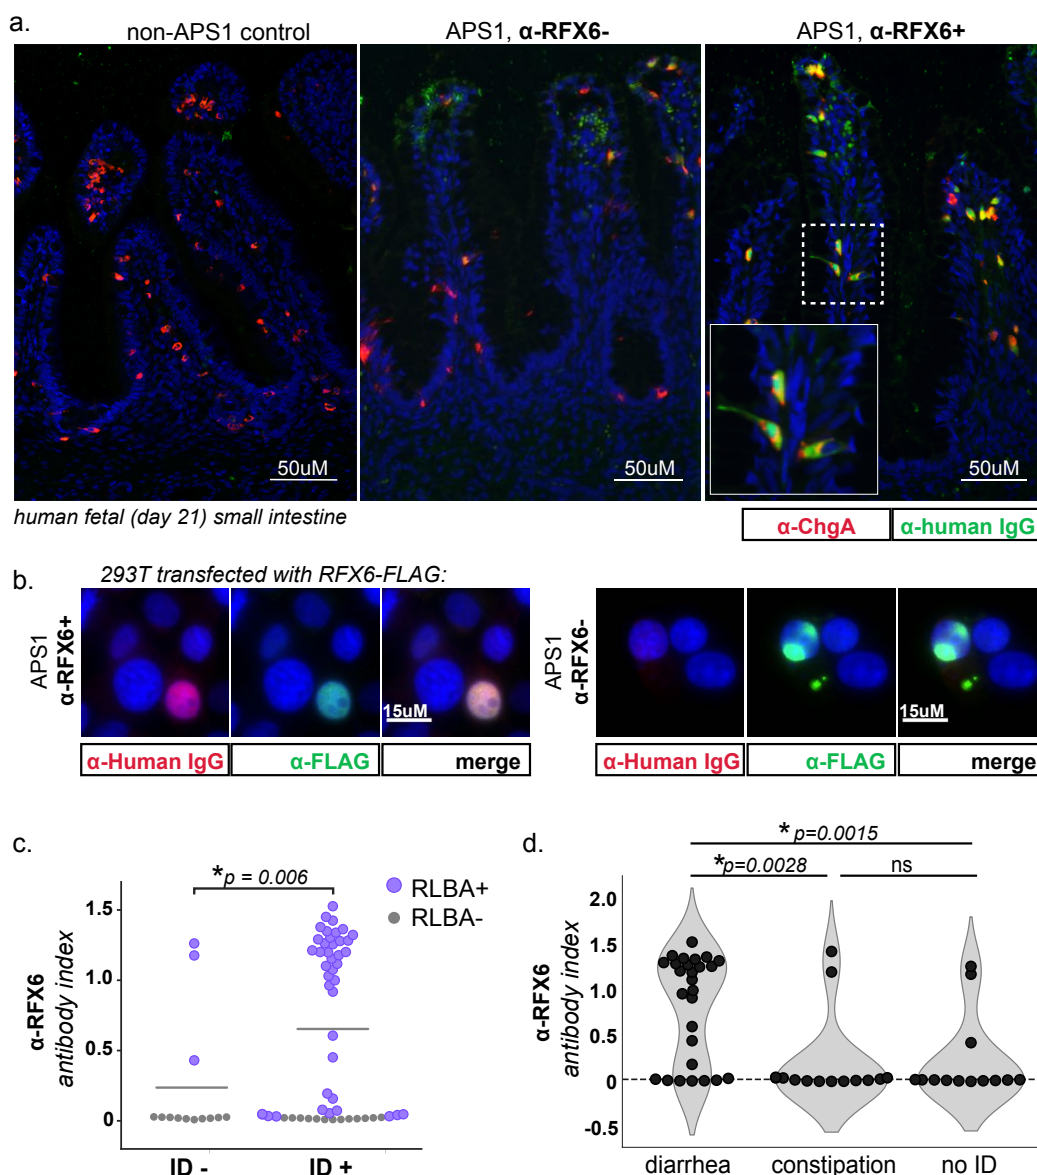 a.
non-APS1 control
APS1, α-RFX6-
APS1, α-RFX6+
50uM
50uM
50uM
human fetal (day 21) small intestine
α-ChgA
α-human IgG
b.
293T transfected with RFX6-FLAG:
APS1
α-RFX6+
15uM
α-Human IgG
α-FLAG
merge
APS1
α-RFX6-
15uM
α-Human IgG
α-FLAG
merge
c.
*p = 0.006
RLBA+
RLBA-
α-RFX6
antibody index
1.5
1.0
0.5
0
ID -
ID +
d.
*p=0.0015
*p=0.0028
ns
α-RFX6
antibody index
2.0
1.5
1.0
0.5
0
-0.5
diarrhea
constipation
no ID